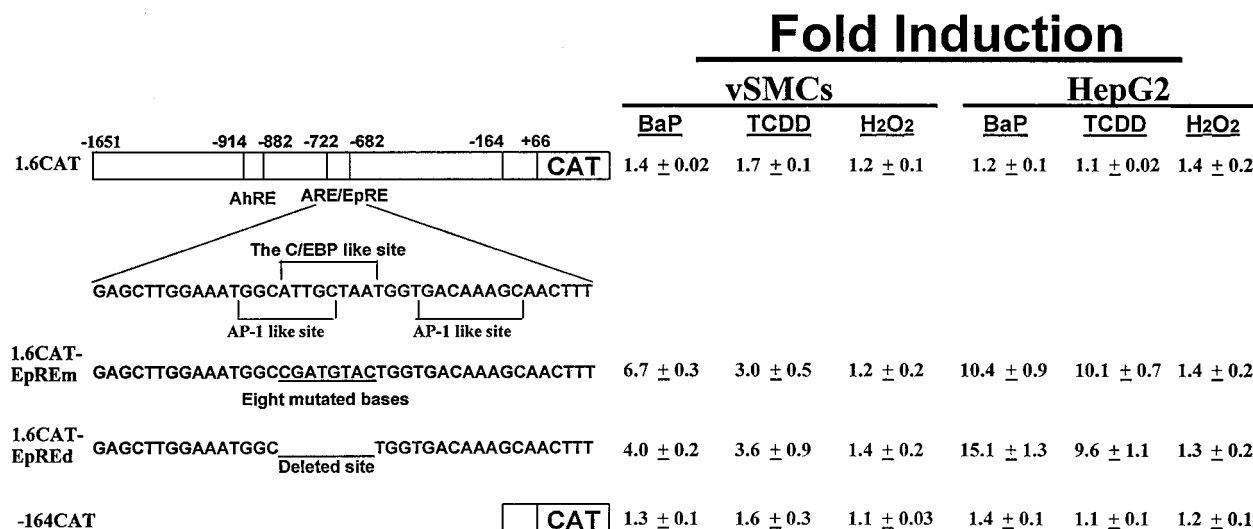 Fold Induction
vSMCs HepG2
BaP TCDD H2O2 BaP TCDD H2O2
-1651 -914 -882 -722 -682 -164 +66
1.6CAT CAT 1.4 ± 0.02 1.7 ± 0.1 1.2 ± 0.1 1.2 ± 0.1 1.1 ± 0.02 1.4 ± 0.2
AhRE ARE/EpRE
The C/EBP like site
GAGCTTGGAAATGGCATTGCTAATGGTGACAAAGCAACTTT
AP-1 like site AP-1 like site
1.6CAT-
EpREm GAGCTTGGAAATGGCCGATGTACTGGTGACAAAGCAACTTT 6.7 ± 0.3 3.0 ± 0.5 1.2 ± 0.2 10.4 ± 0.9 10.1 ± 0.7 1.4 ± 0.2
Eight mutated bases
1.6CAT-
EpREd GAGCTTGGAAATGGC TGGTGACAAAGCAACTTT 4.0 ± 0.2 3.6 ± 0.9 1.4 ± 0.2 15.1 ± 1.3 9.6 ± 1.1 1.3 ± 0.2
Deleted site
-164CAT CAT 1.3 ± 0.1 1.6 ± 0.3 1.1 ± 0.03 1.4 ± 0.1 1.1 ± 0.1 1.2 ± 0.1